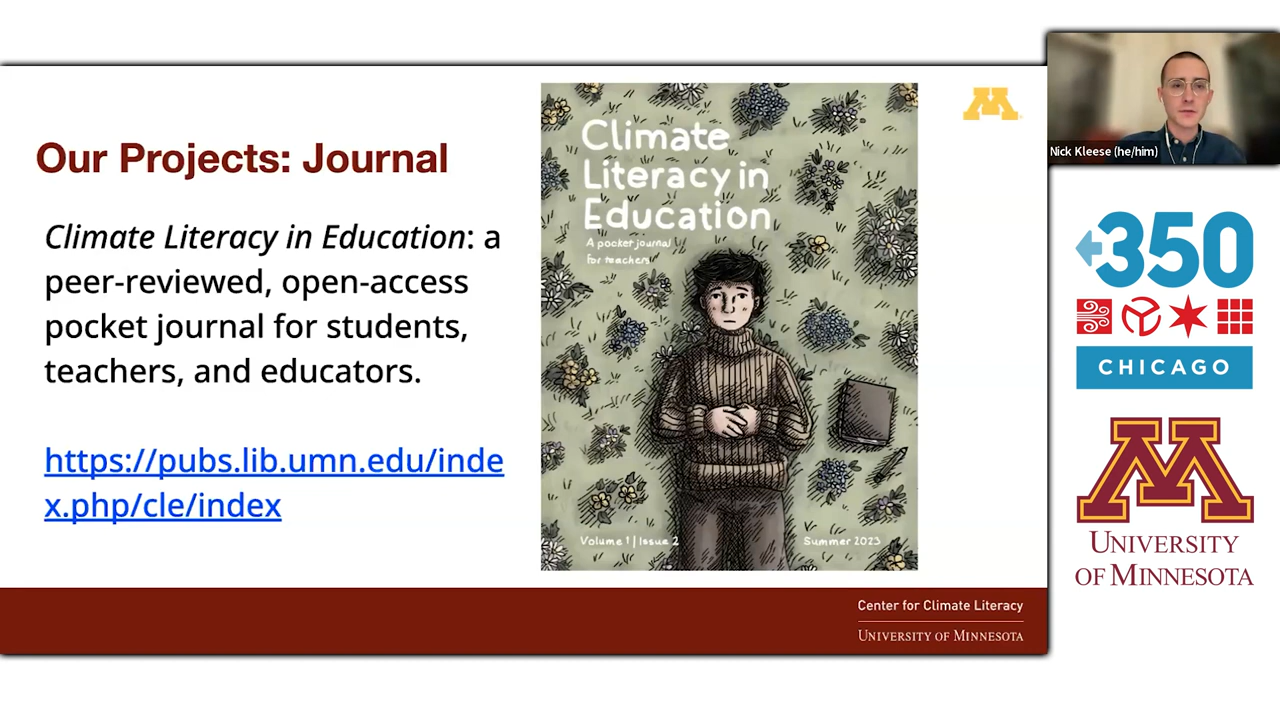 Our Projects: Journal
Climate Literacy in Education: a
peer-reviewed, open-access
pocket journal for students,
teachers, and educators.
https://pubs.lib.umn.edu/inde
x.php/cle/index
Climate
Literacy in
Education
A pocket journal
for teachers
Volume 1 | Issue 2
Summer 2023
M
Center for Climate Literacy
UNIVERSITY OF MINNESOTA
Nick Kleese (he/him)
350
CHICAGO
M
UNIVERSITY
OF MINNESOTA